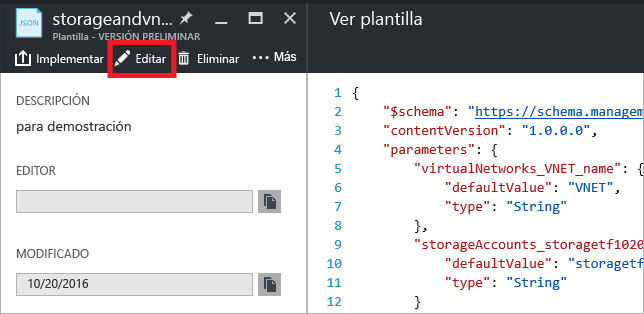 JSON
storageandvn...
Plantilla - VERSIÓN PRELIMINAR
Implementar Editar Eliminar ••• Más
DESCRIPCIÓN
para demostración
EDITOR
MODIFICADO
10/20/2016
Ver plantilla
1 {
2 "$schema": "https://schema.managem
3 "contentVersion": "1.0.0.0",
4 "parameters": {
5 "virtualNetworks_VNET_name": {
6 "defaultValue": "VNET",
7 "type": "String"
8 },
9 "storageAccounts_storagetf1020
10 "defaultValue": "storagetf
11 "type": "String"
12 }